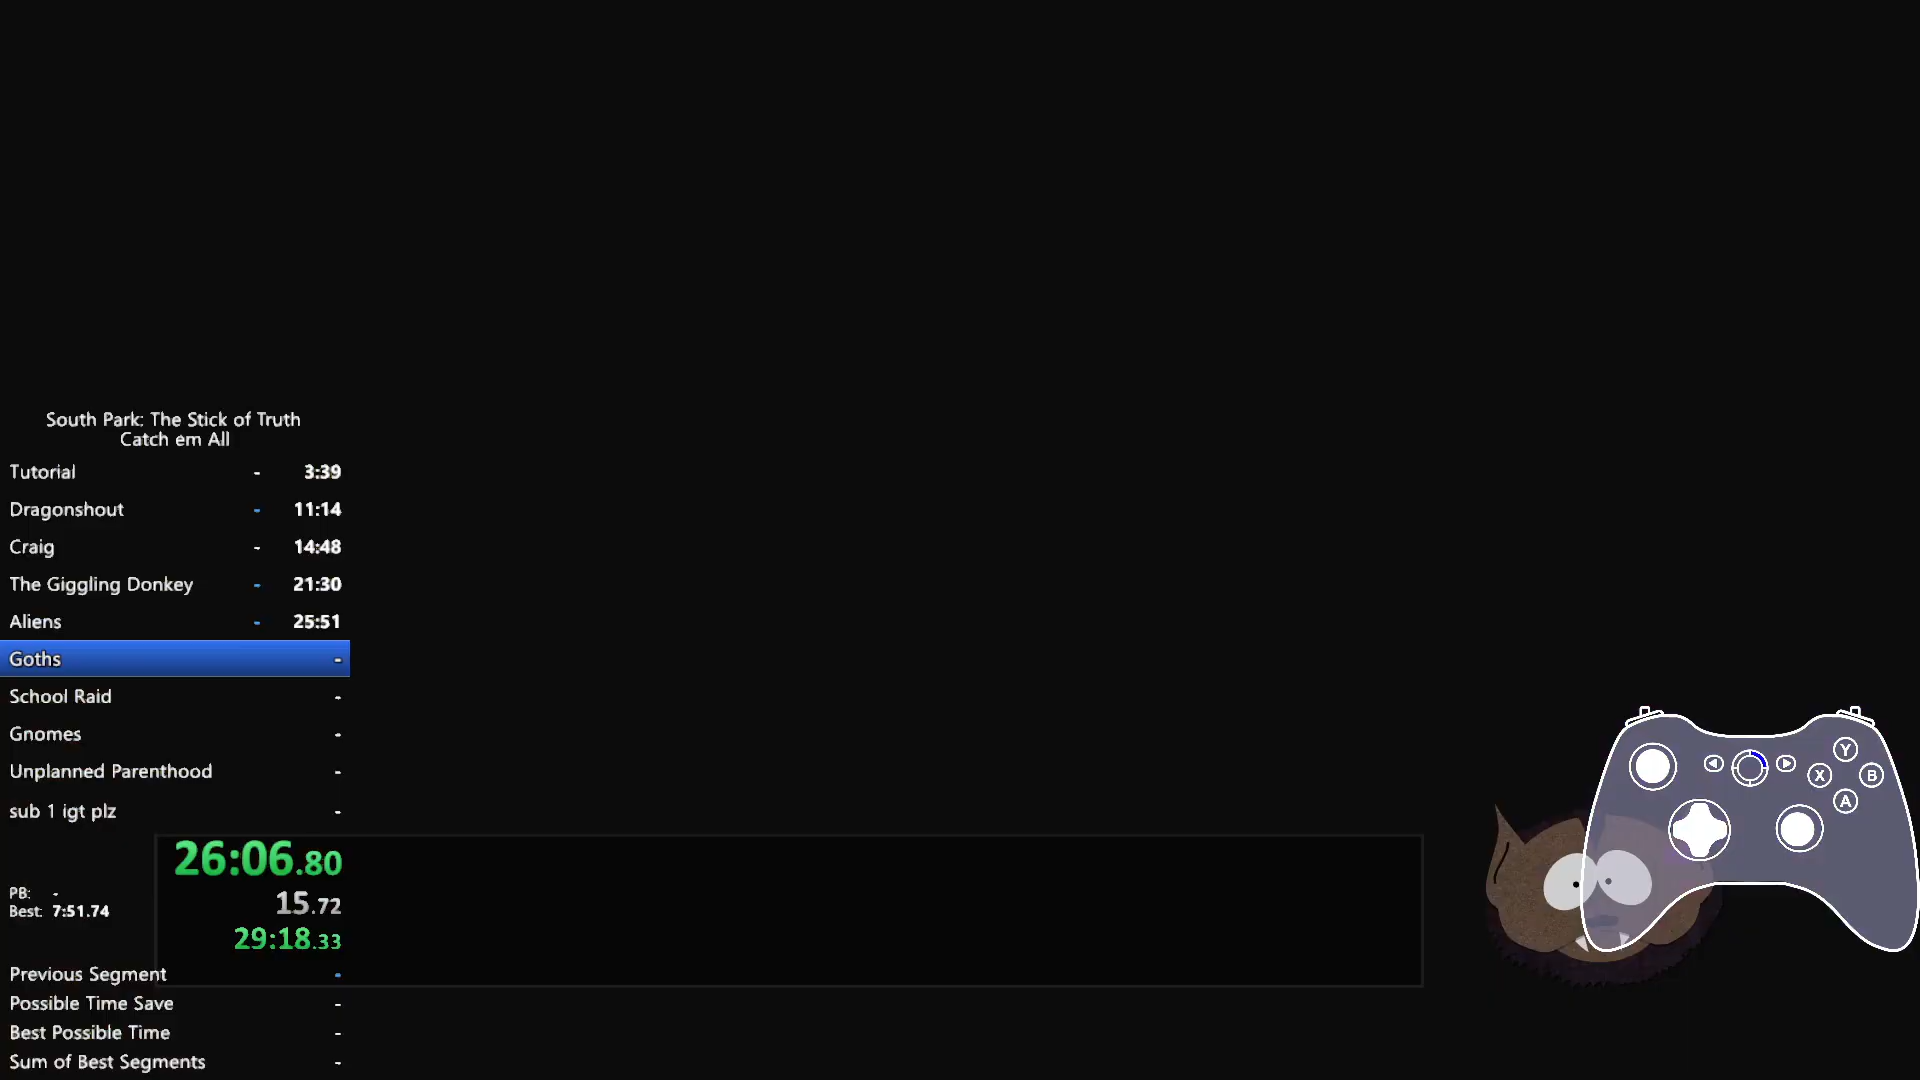 South Park: The Stick of Truth
Catch em All
Tutorial - 3:39
Dragonshout - 11:14
Craig - 14:48
The Giggling Donkey - 21:30
Aliens - 25:51
Goths -
School Raid -
Gnomes -
Unplanned Parenthood -
sub 1 igt plz -
26:06.80
PB: -
Best: 7:51.74
15.72
29:18.33
Previous Segment -
Possible Time Save -
Best Possible Time -
Sum of Best Segments -
Y
X B
A